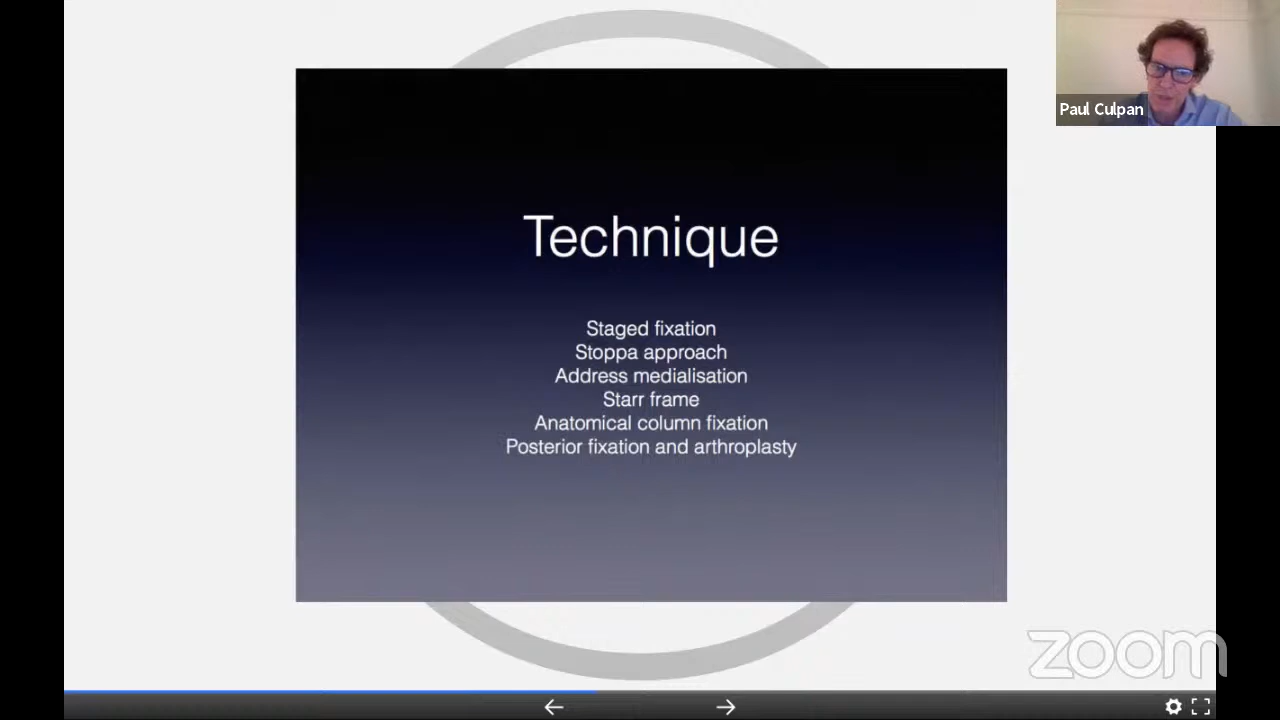 Paul Culpan
Technique
Staged fixation
Stoppa approach
Address medialisation
Starr frame
Anatomical column fixation
Posterior fixation and arthroplasty
zoom